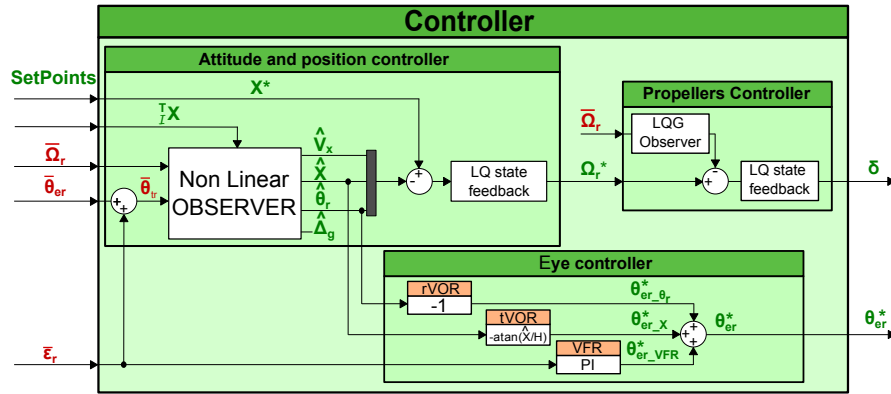 Controller
Attitude and position controller
SetPoints
X*
T/I X
Ω̅r
θ̅er
θ̅tr
Non Linear
OBSERVER
V̂x
X̂
θ̂r
Δ̂g
+
-
+
+
LQ state
feedback
Ωr*
Propellers Controller
Ω̅r
LQG
Observer
-
+
LQ state
feedback
δ
Eye controller
rVOR
-1
θ*er_θr
tVOR
-atan(X̂/H)
θ*er_X
VFR
PI
θ*er_VFR
+
+
+
θ*er
θ*er
ε̅r